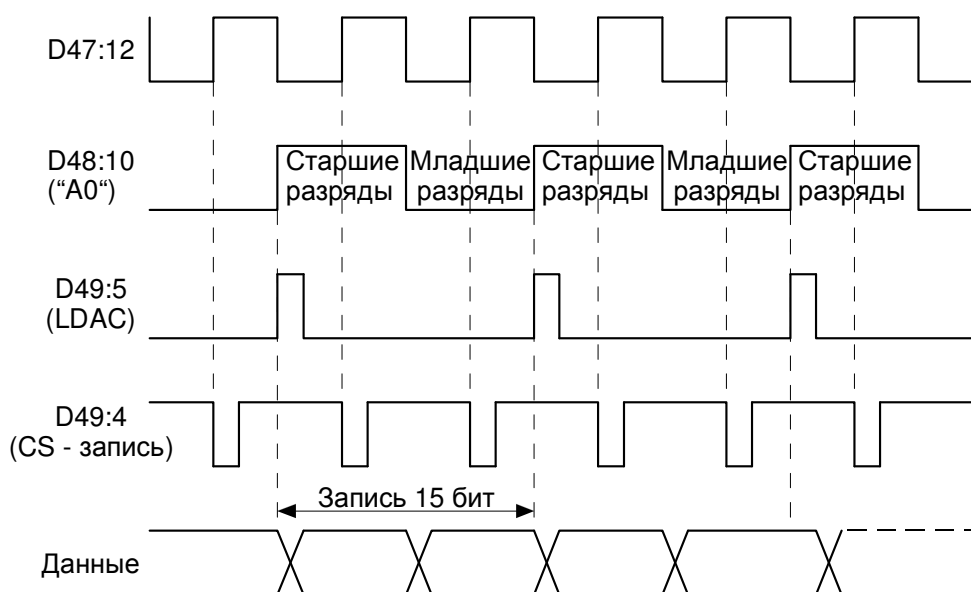 D47:12
D48:10
(“A0“)
Старшие Младшие Старшие Младшие Старшие
разряды разряды разряды разряды разряды
D49:5
(LDAC)
D49:4
(CS - запись)
Запись 15 бит
Данные